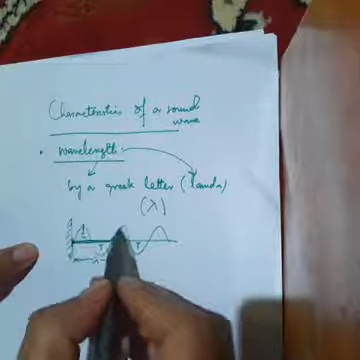 Characteristics of a sound
wave
• wavelength
by a greek letter (lamda)
(λ)
λ